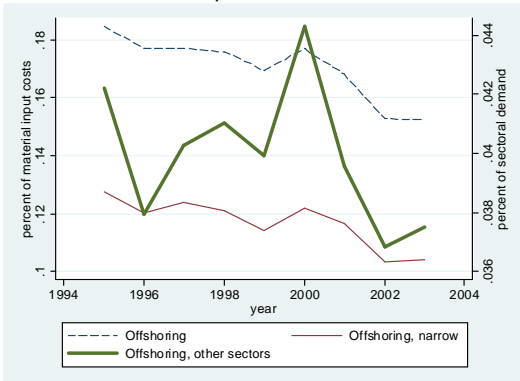 percent of material input costs
.18
.16
.14
.12
.1
.044
.042
.04
.038
.036
percent of sectoral demand
1994 1996 1998 2000 2002 2004
year
Offshoring Offshoring, narrow
Offshoring, other sectors